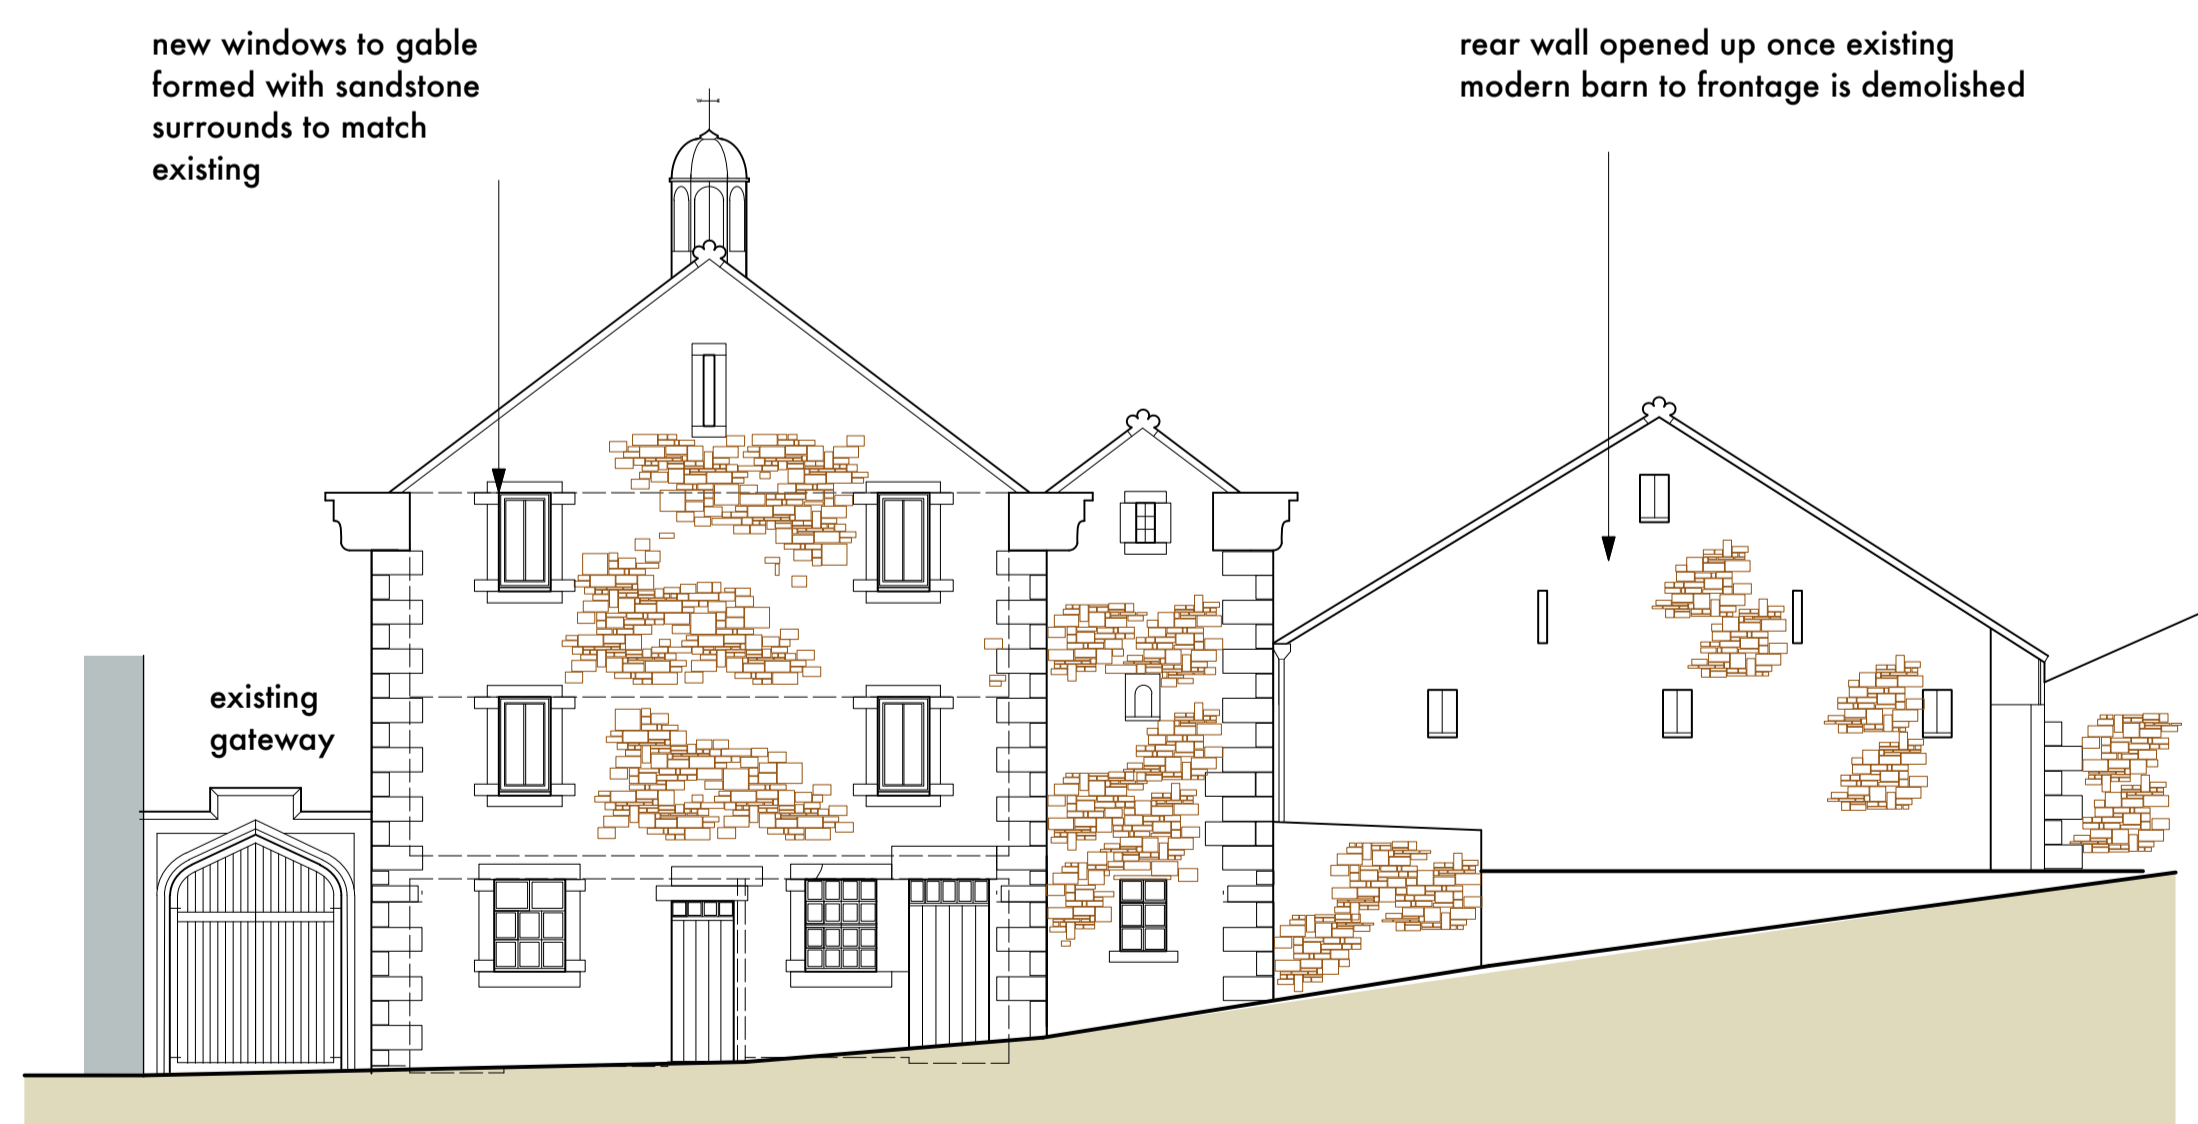 new windows to gable
formed with sandstone
surrounds to match
existing
rear wall opened up once existing
modern barn to frontage is demolished
existing
gateway